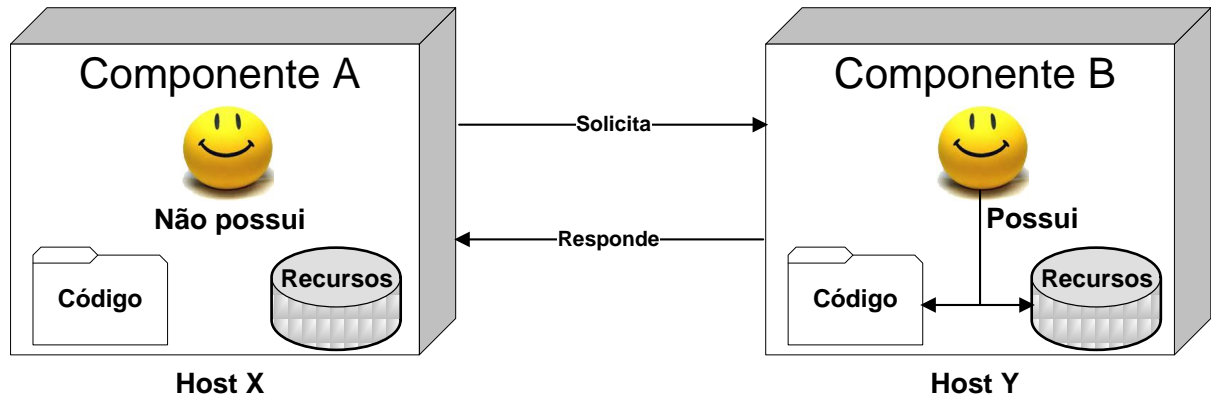 Componente A
Não possui
Código
Recursos
Host X
Solicita
Responde
Componente B
Possui
Código
Recursos
Host Y